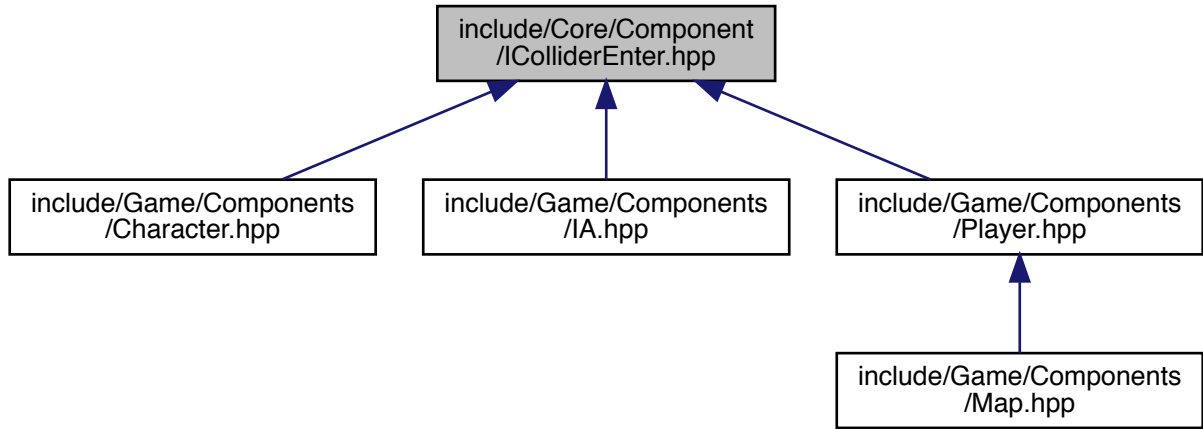 include/Core/Component
/IColliderEnter.hpp
include/Game/Components
/Character.hpp
include/Game/Components
/IA.hpp
include/Game/Components
/Player.hpp
include/Game/Components
/Map.hpp